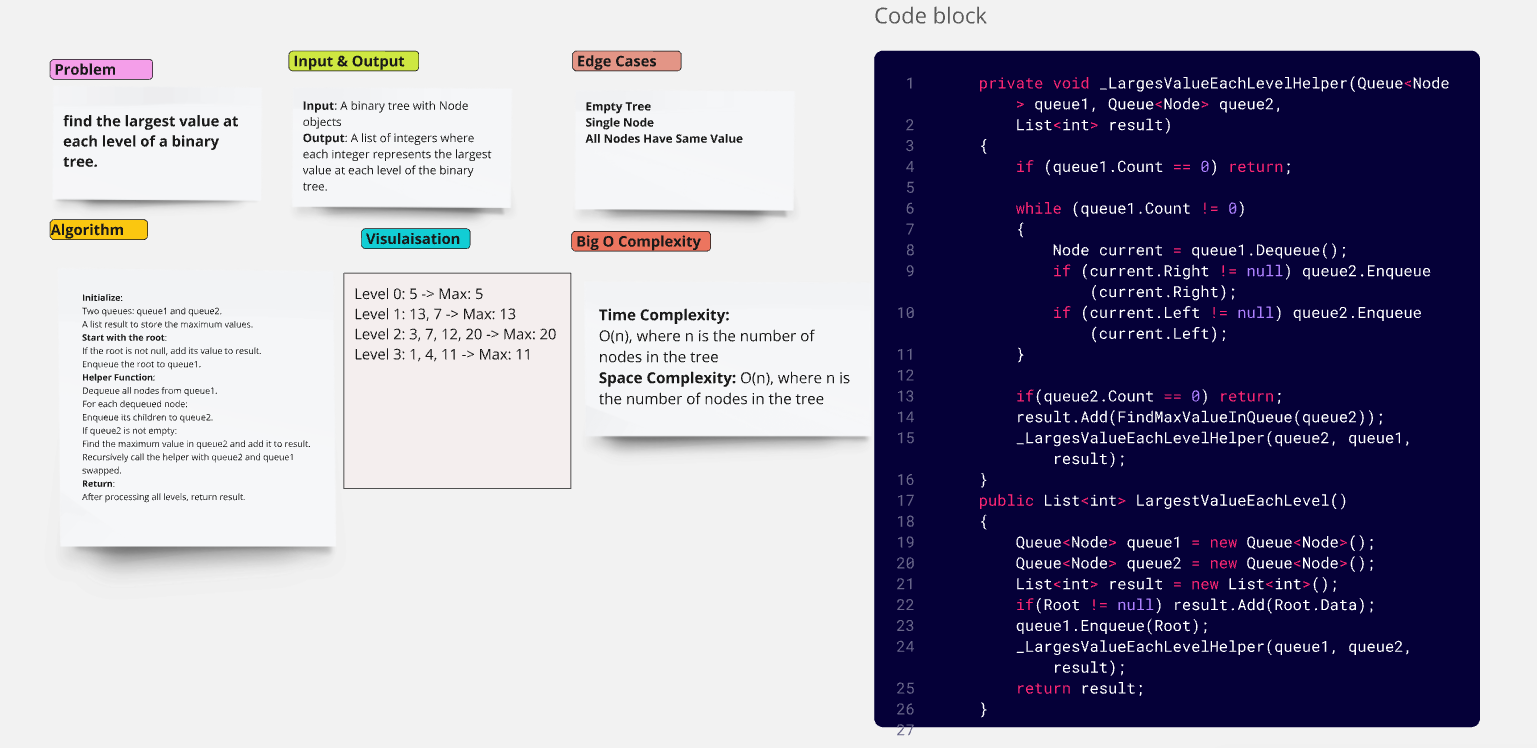 Code block
Problem
find the largest value at
each level of a binary
tree.
Input & Output
Input: A binary tree with Node
objects
Output: A list of integers where
each integer represents the largest
value at each level of the binary
tree.
Edge Cases
Empty Tree
Single Node
All Nodes Have Same Value
Algorithm
Initialize:
Two queues: queue1 and queue2.
A list result to store the maximum values.
Start with the root:
If the root is not null, add its value to result.
Enqueue the root to queue1.
Helper Function:
Dequeue all nodes from queue1.
For each dequeued node:
Enqueue its children to queue2.
If queue2 is not empty:
Find the maximum value in queue2 and add it to result.
Recursively call the helper with queue2 and queue1
swapped.
Return:
After processing all levels, return result.
Visulaisation
Level 0: 5 -> Max: 5
Level 1: 13, 7 -> Max: 13
Level 2: 3, 7, 12, 20 -> Max: 20
Level 3: 1, 4, 11 -> Max: 11
Big O Complexity
Time Complexity:
O(n), where n is the number of
nodes in the tree
Space Complexity: O(n), where n is
the number of nodes in the tree
1 private void _LargesValueEachLevelHelper(Queue<Node
> queue1, Queue<Node> queue2,
2 List<int> result)
3 {
4 if (queue1.Count == 0) return;
5
6 while (queue1.Count != 0)
7 {
8 Node current = queue1.Dequeue();
9 if (current.Right != null) queue2.Enqueue
(current.Right);
10 if (current.Left != null) queue2.Enqueue
(current.Left);
11 }
12
13 if(queue2.Count == 0) return;
14 result.Add(FindMaxValueInQueue(queue2));
15 _LargesValueEachLevelHelper(queue2, queue1,
result);
16 }
17 public List<int> LargestValueEachLevel()
18 {
19 Queue<Node> queue1 = new Queue<Node>();
20 Queue<Node> queue2 = new Queue<Node>();
21 List<int> result = new List<int>();
22 if(Root != null) result.Add(Root.Data);
23 queue1.Enqueue(Root);
24 _LargesValueEachLevelHelper(queue1, queue2,
result);
25 return result;
26 }
27